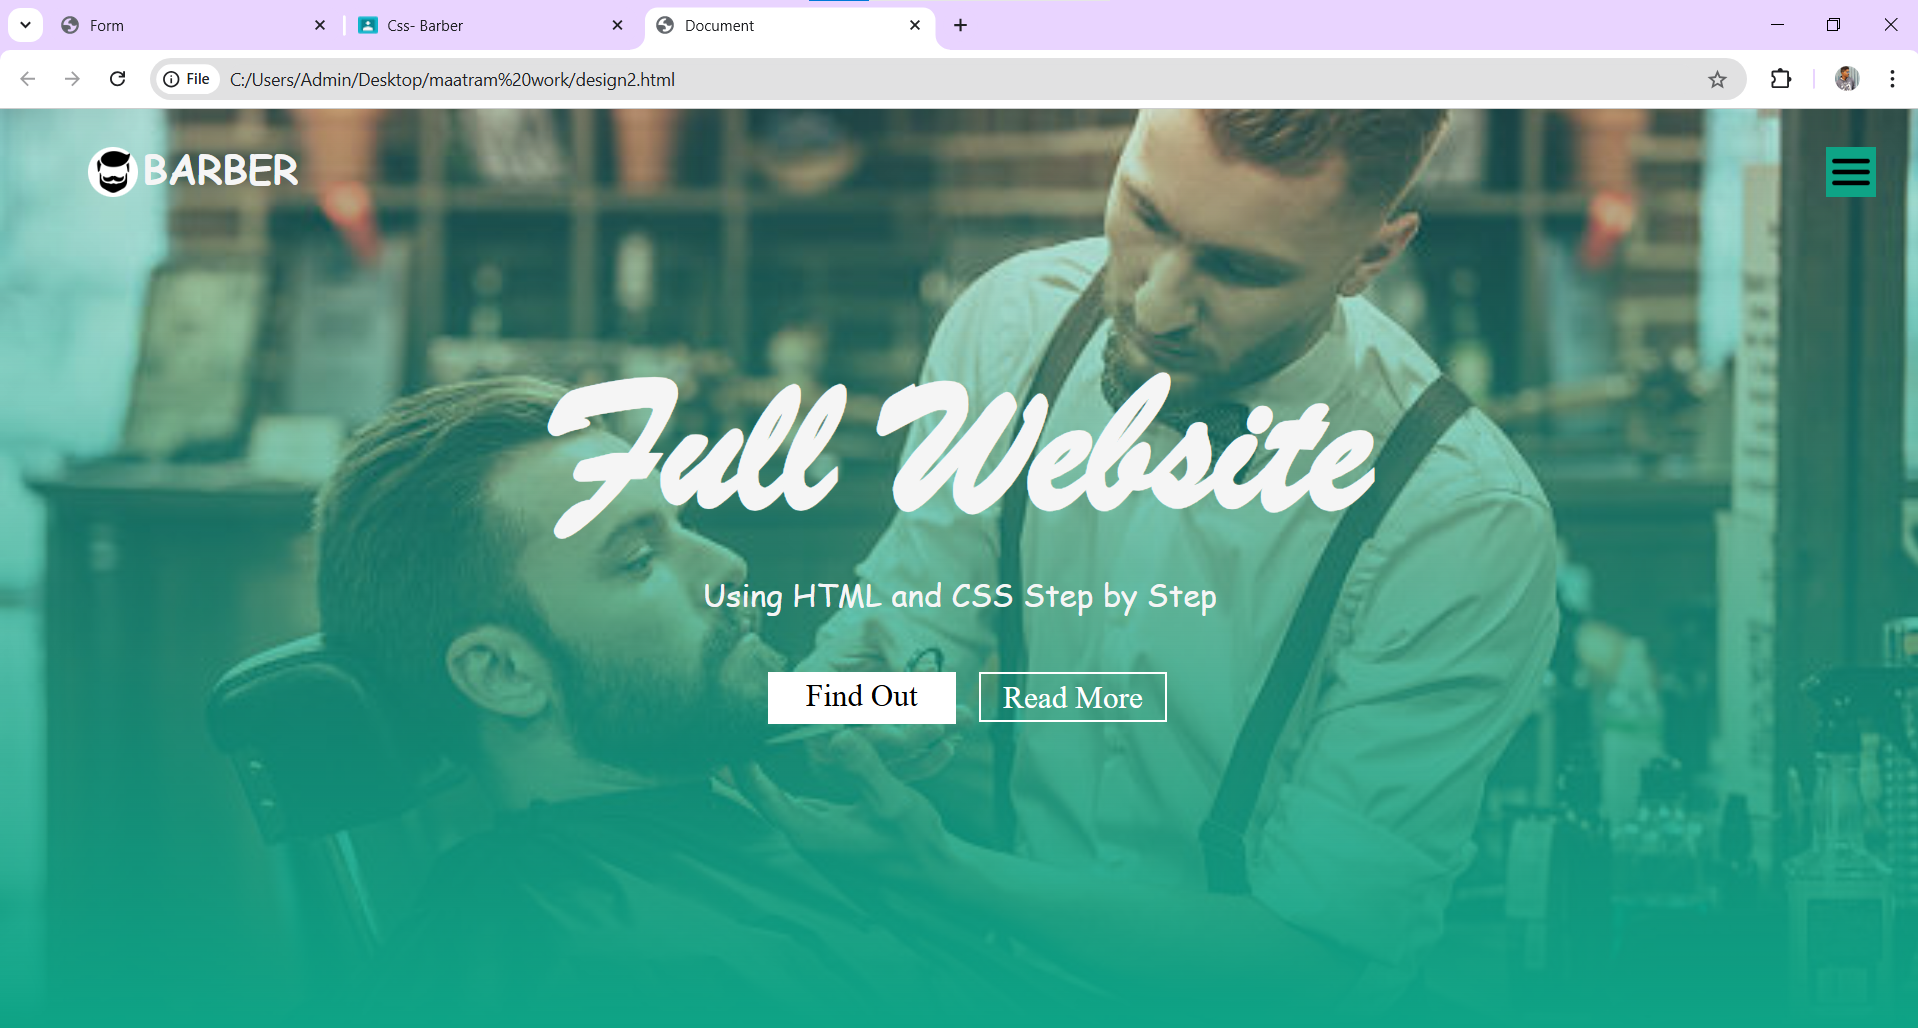 Form
Css- Barber
Document
File
C:/Users/Admin/Desktop/maatram%20work/design2.html
BARBER
Full Website
Using HTML and CSS Step by Step
Find Out
Read More